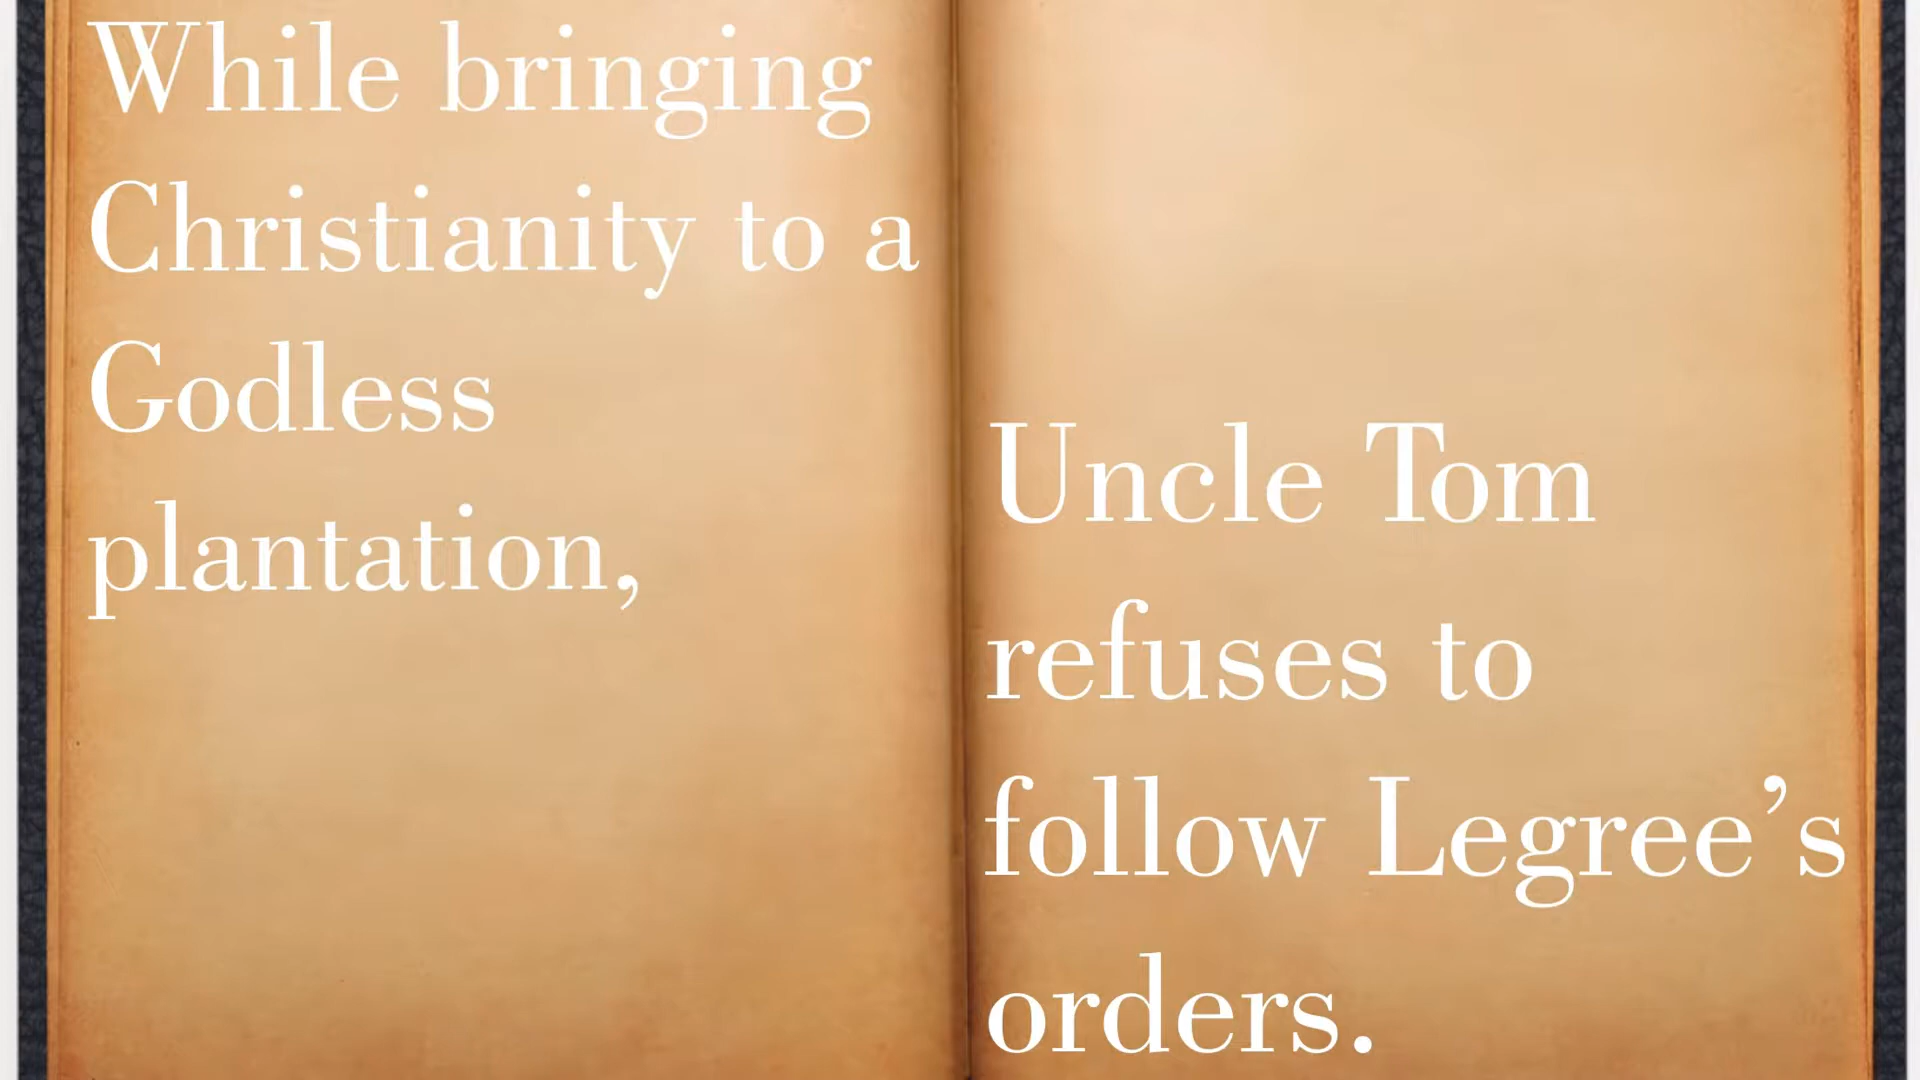 While bringing
Christianity to a
Godless
plantation,
Uncle Tom
refuses to
follow Legree’s
orders.